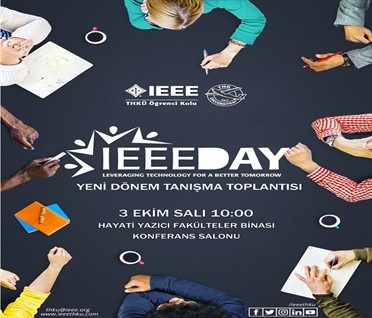 IEEE
THKÜ Öğrenci Kolu
IEEEDAY
LEVERAGING TECHNOLOGY FOR A BETTER TOMORROW
YENİ DÖNEM TANIŞMA TOPLANTISI
3 EKİM SALI 10:00
HAYATİ YAZICI FAKÜLTELER BİNASI
KONFERANS SALONU
thku@ieee.org
www.ieeethku.com
/ieeethku